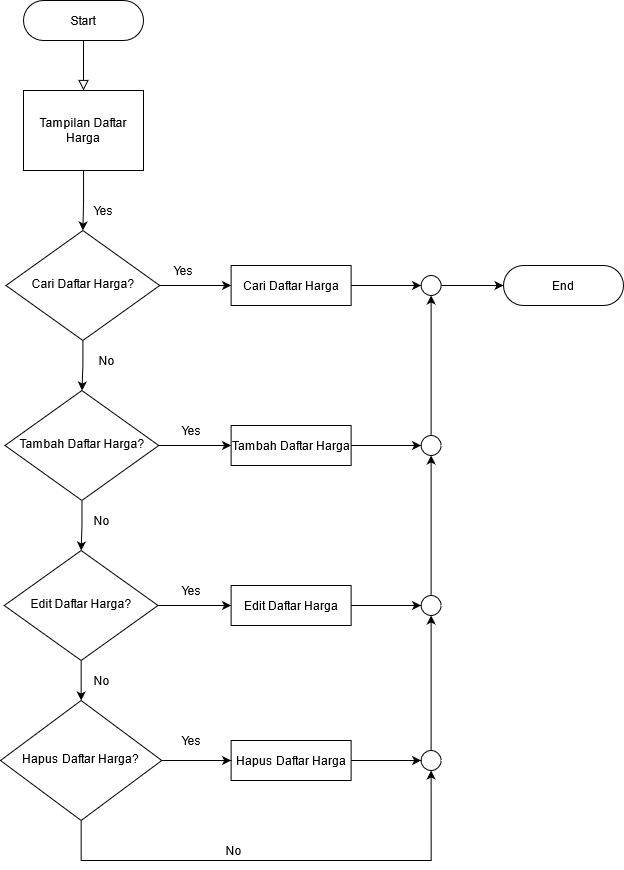 Start
Tampilan Daftar
Harga
Yes
Cari Daftar Harga?
Yes
Cari Daftar Harga
End
No
Tambah Daftar Harga?
Yes
Tambah Daftar Harga
No
Edit Daftar Harga?
Yes
Edit Daftar Harga
No
Hapus Daftar Harga?
Yes
Hapus Daftar Harga
No